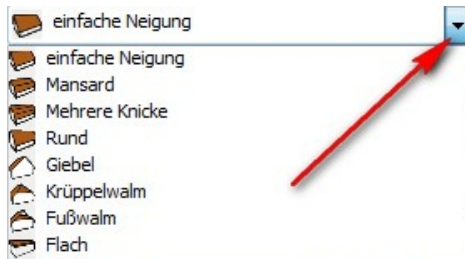 einfache Neigung
einfache Neigung
Mansard
Mehrere Knicke
Rund
Giebel
Krüppelwalm
Fußwalm
Flach